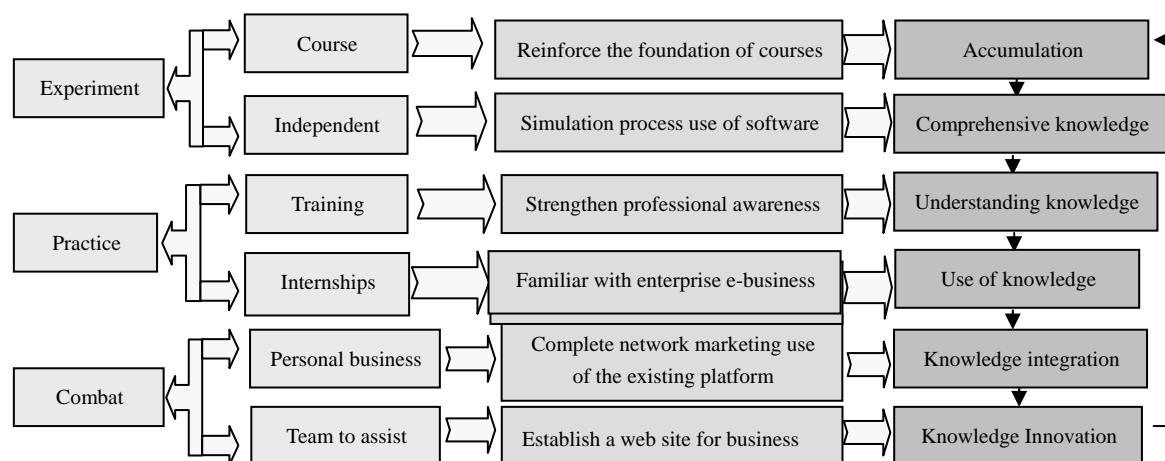 Course
Reinforce the foundation of courses
Accumulation
Experiment
Independent
Simulation process use of software
Comprehensive knowledge
Training
Strengthen professional awareness
Understanding knowledge
Practice
Internships
Familiar with enterprise e-business
Use of knowledge
Personal business
Complete network marketing use
of the existing platform
Knowledge integration
Combat
Team to assist
Establish a web site for business
Knowledge Innovation